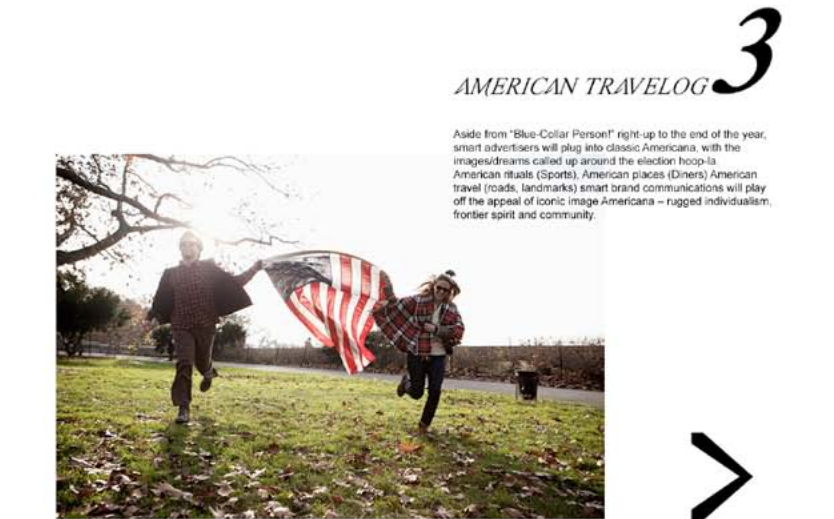 AMERICAN TRAVELOG 3
Aside from "Blue-Collar Person!" right-up to the end of the year,
smart advertisers will plug into classic Americana, with the
images/dreams called up around the election hoop-la.
American rituals (Sports), American places (Diners) American
travel (roads, landmarks) smart brand communications will play
off the appeal of iconic image Americana – rugged individualism,
frontier spirit and community.